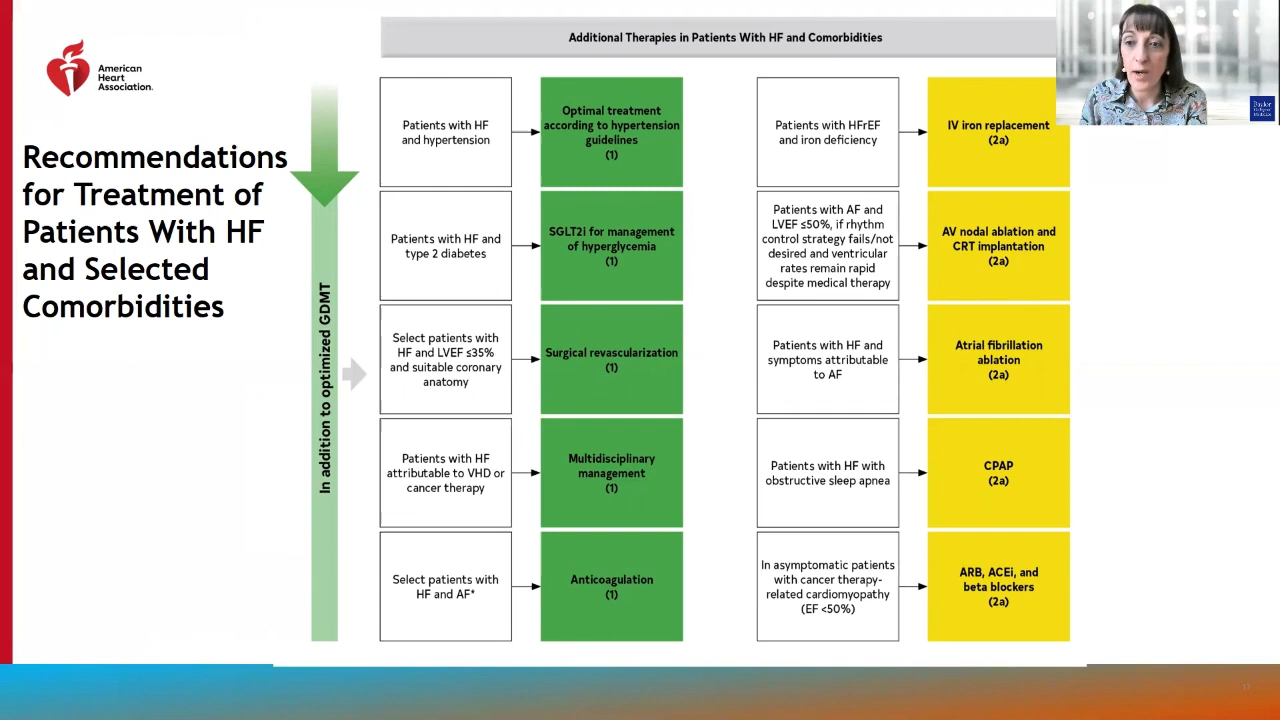 American
Heart
Association.
Recommendations
for Treatment of
Patients With HF
and Selected
Comorbidities
In addition to optimized GDMT
Additional Therapies in Patients With HF and Comorbidities
Patients with HF
and hypertension
Optimal treatment
according to hypertension
guidelines
(1)
Patients with HF and
type 2 diabetes
SGLT2i for management
of hyperglycemia
(1)
Select patients with
HF and LVEF ≤35%
and suitable coronary
anatomy
Surgical revascularization
(1)
Patients with HF
attributable to VHD or
cancer therapy
Multidisciplinary
management
(1)
Select patients with
HF and AF*
Anticoagulation
(1)
Patients with HFrEF
and iron deficiency
IV iron replacement
(2a)
Patients with AF and
LVEF ≤50%, if rhythm
control strategy fails/not
desired and ventricular
rates remain rapid
despite medical therapy
AV nodal ablation and
CRT implantation
(2a)
Patients with HF and
symptoms attributable
to AF
Atrial fibrillation
ablation
(2a)
Patients with HF with
obstructive sleep apnea
CPAP
(2a)
In asymptomatic patients
with cancer therapy-
related cardiomyopathy
(EF <50%)
ARB, ACEi, and
beta blockers
(2a)
Baylor